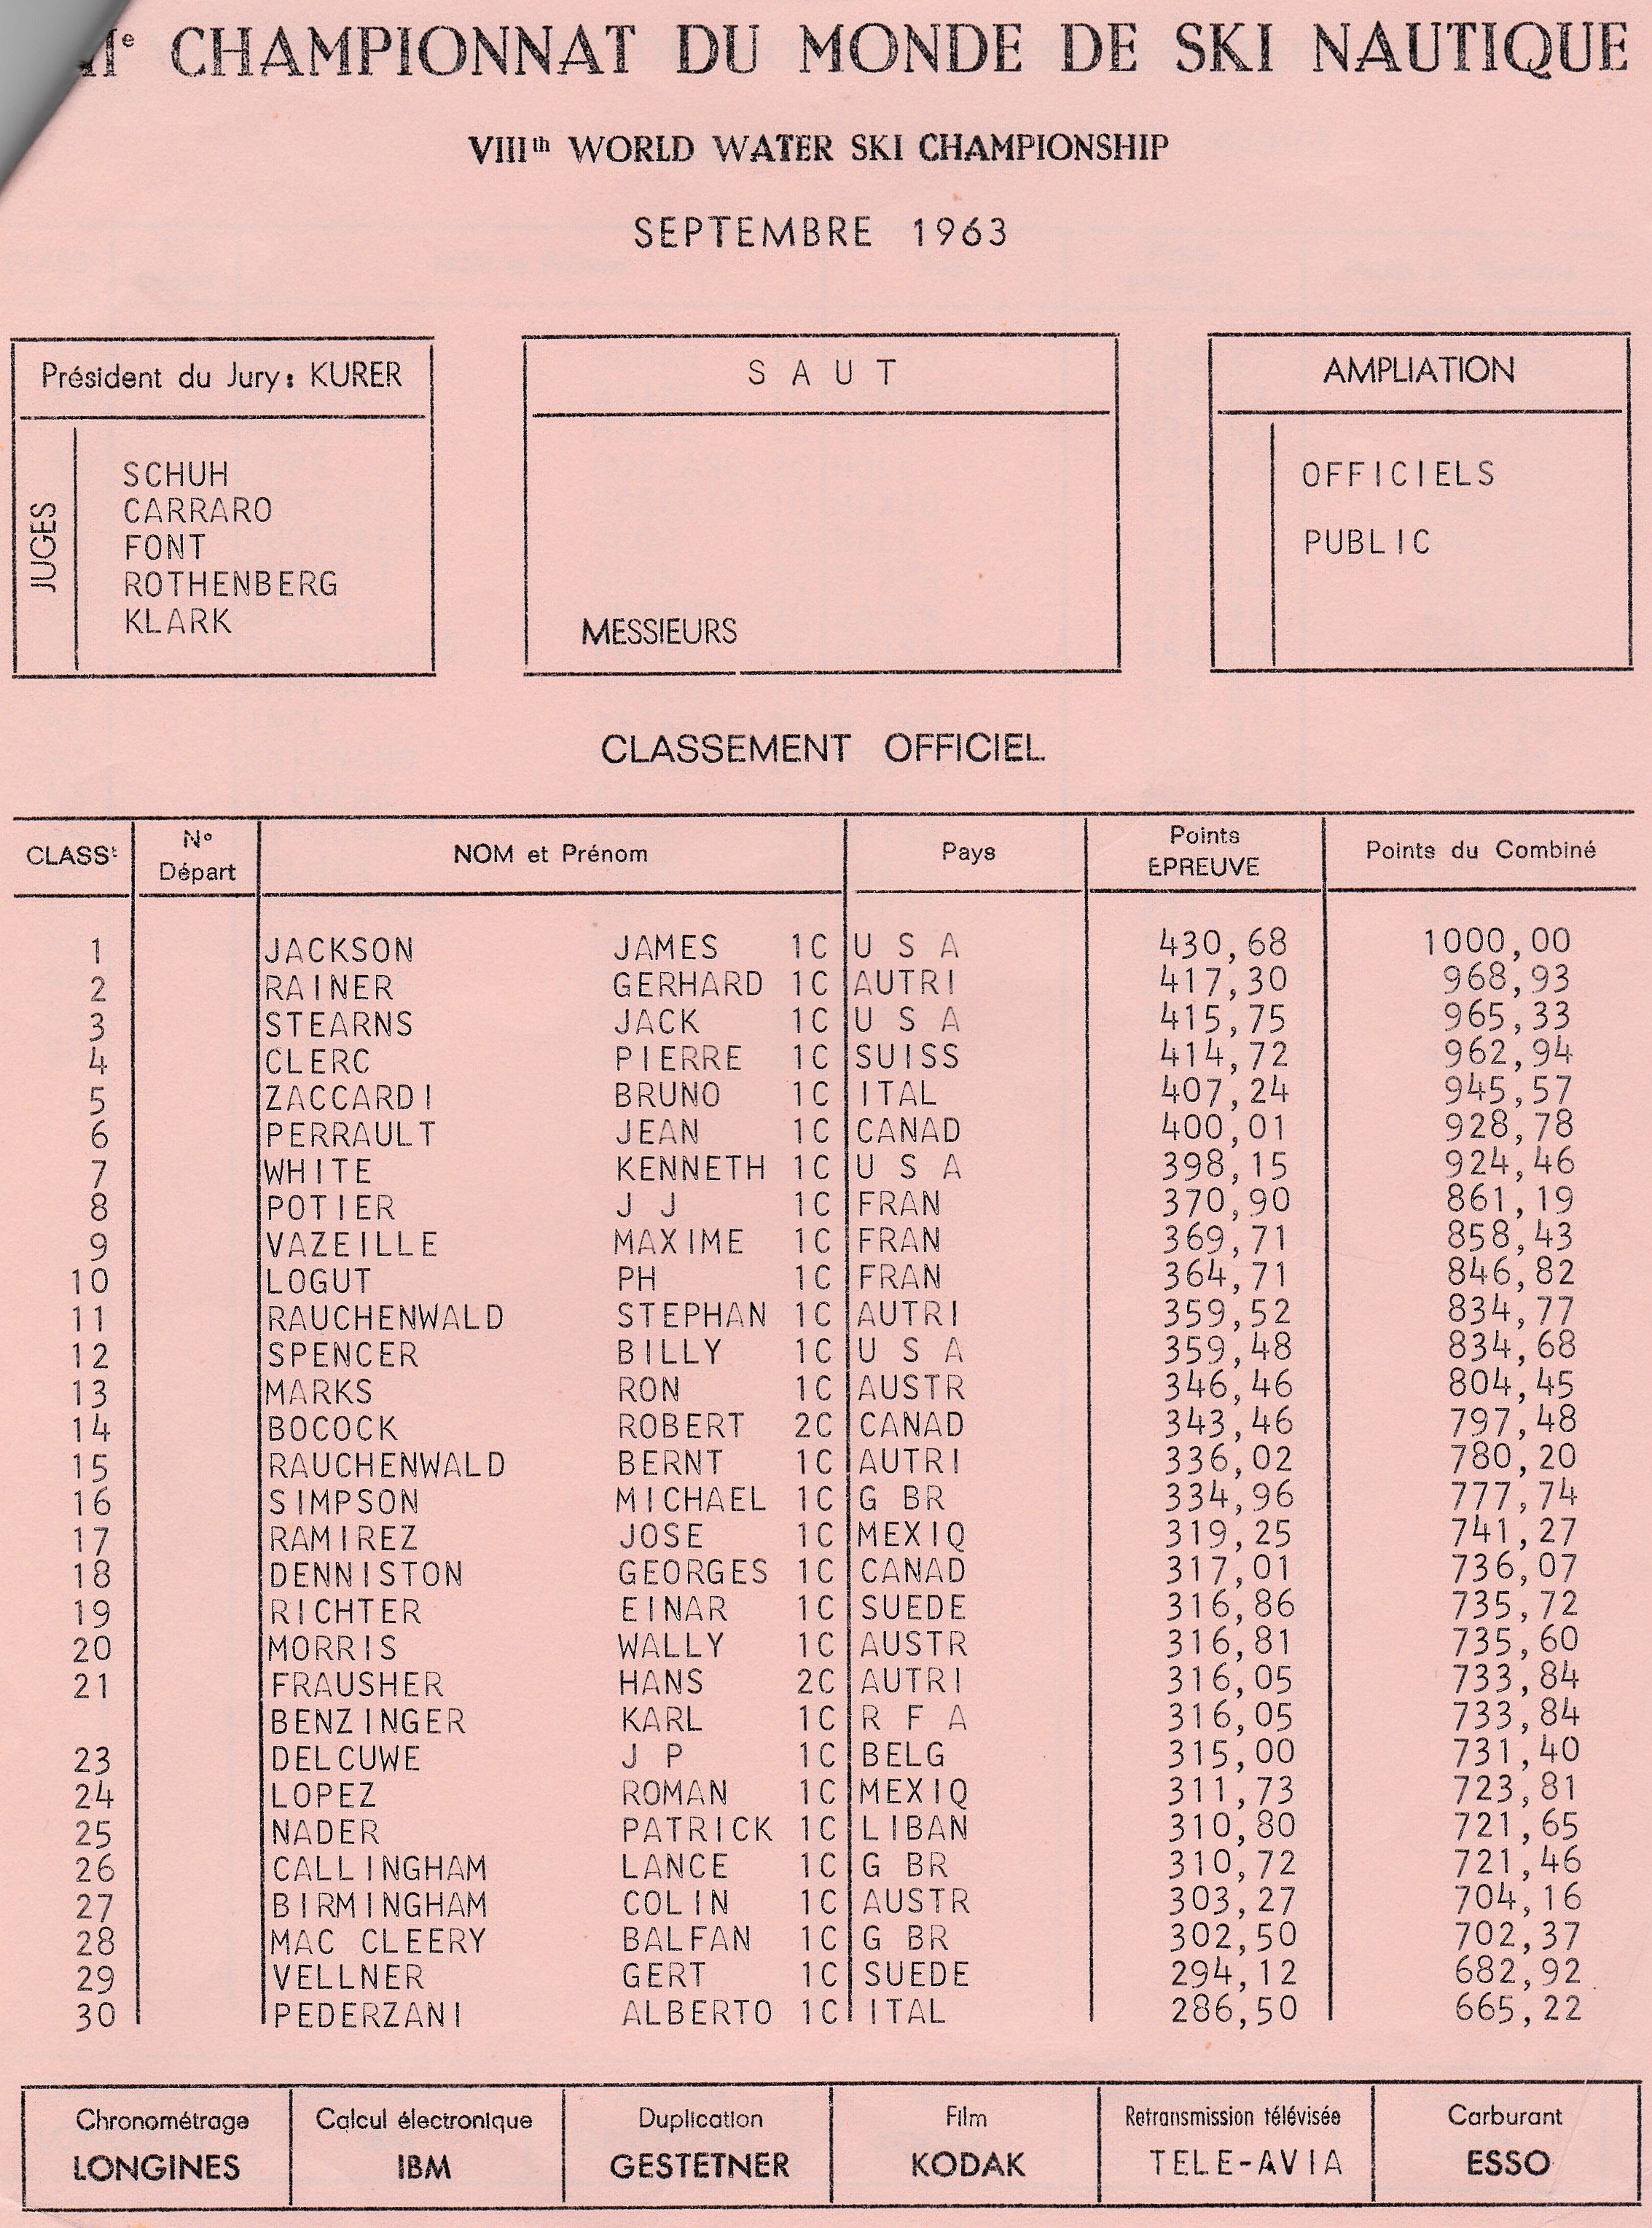 CHAMPIONNAT DU MONDE DE SKI NAUTIQUE
VIIIth WORLD WATER SKI CHAMPIONSHIP
SEPTEMBRE 1963
Président du Jury: KURER
JUGES
SCHUH
CARRARO
FONT
ROTHENBERG
KLARK
SAUT
MESSIEURS
AMPLIATION
OFFICIELS
PUBLIC
CLASSEMENT OFFICIEL
CLASSt N° Départ NOM et Prénom Pays Points EPREUVE Points du Combiné
1 JACKSON JAMES 1C U S A 430,68 1000,00
2 RAINER GERHARD 1C AUTRI 417,30 968,93
3 STEARNS JACK 1C U S A 415,75 965,33
4 CLERC PIERRE 1C SUISS 414,72 962,94
5 ZACCARDI BRUNO 1C ITAL 407,24 945,57
6 PERRAULT JEAN 1C CANAD 400,01 928,78
7 WHITE KENNETH 1C U S A 398,15 924,46
8 POTIER J J 1C FRAN 370,90 861,19
9 VAZEILLE MAXIME 1C FRAN 369,71 858,43
10 LOGUT PH 1C FRAN 364,71 846,82
11 RAUCHENWALD STEPHAN 1C AUTRI 359,52 834,77
12 SPENCER BILLY 1C U S A 359,48 834,68
13 MARKS RON 1C AUSTR 346,46 804,45
14 BOCOCK ROBERT 2C CANAD 343,46 797,48
15 RAUCHENWALD BERNT 1C AUTRI 336,02 780,20
16 SIMPSON MICHAEL 1C G BR 334,96 777,74
17 RAMIREZ JOSE 1C MEXIQ 319,25 741,27
18 DENNISTON GEORGES 1C CANAD 317,01 736,07
19 RICHTER EINAR 1C SUEDE 316,86 735,72
20 MORRIS WALLY 1C AUSTR 316,81 735,60
21 FRAUSHER HANS 2C AUTRI 316,05 733,84
BENZINGER KARL 1C R F A 316,05 733,84
23 DELCUWE J P 1C BELG 315,00 731,40
24 LOPEZ ROMAN 1C MEXIQ 311,73 723,81
25 NADER PATRICK 1C LIBAN 310,80 721,65
26 CALLINGHAM LANCE 1C G BR 310,72 721,46
27 BIRMINGHAM COLIN 1C AUSTR 303,27 704,16
28 MAC CLEERY BALFAN 1C G BR 302,50 702,37
29 VELLNER GERT 1C SUEDE 294,12 682,92
30 PEDERZANI ALBERTO 1C ITAL 286,50 665,22
Chronométrage Calcul électronique Duplication Film Retransmission télévisée Carburant
LONGINES IBM GESTETNER KODAK TELE-AVIA ESSO